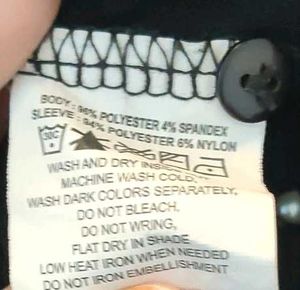 BODY: 96% POLYESTER 4% SPANDEX
SLEEVE: 94% POLYESTER 6% NYLON
30C
WASH AND DRY INSIDE
MACHINE WASH COLD
WASH DARK COLORS SEPARATELY,
DO NOT BLEACH,
DO NOT WRING,
FLAT DRY IN SHADE
LOW HEAT IRON WHEN NEEDED
DO NOT IRON EMBELLISHMENT